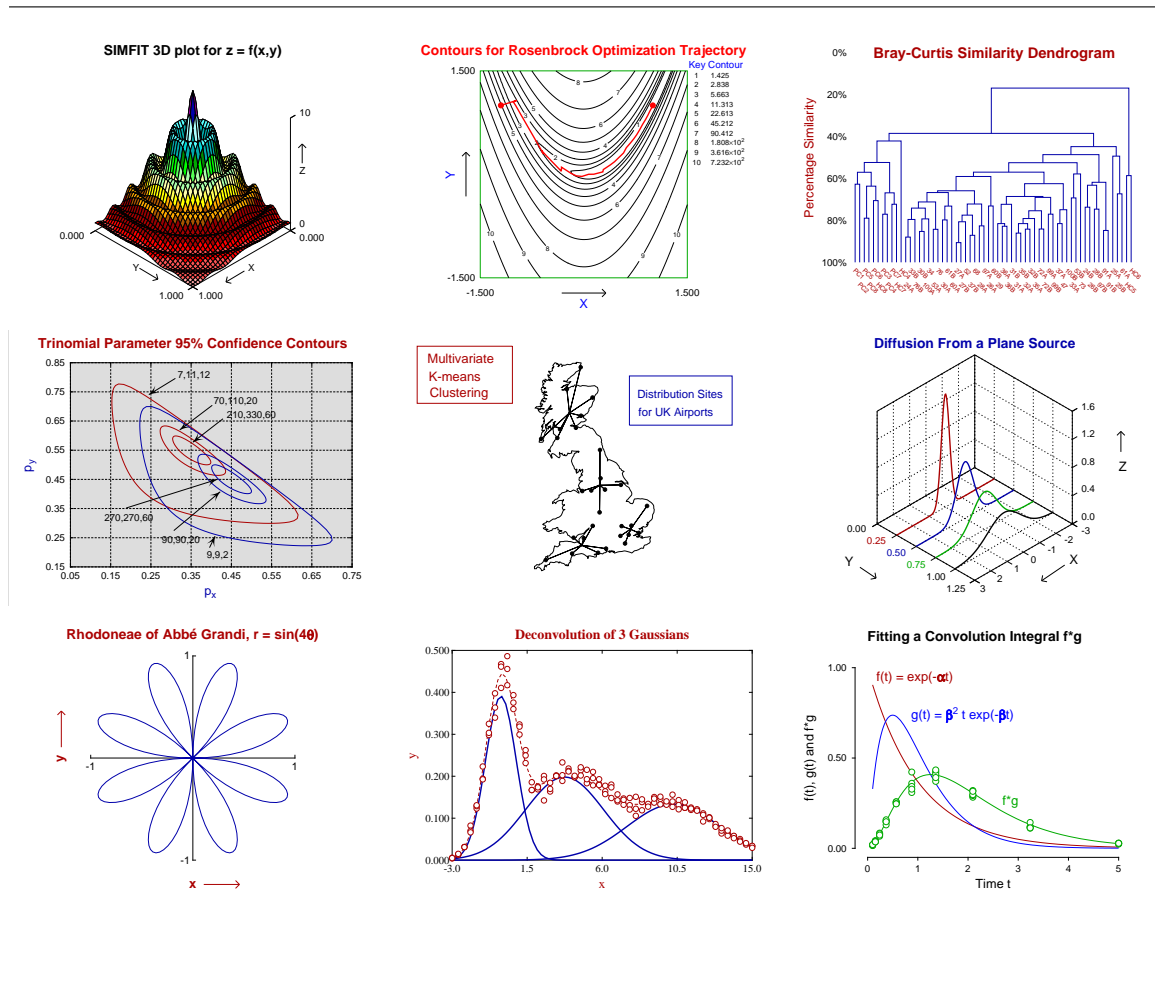 SIMFIT 3D plot for z = f(x,y)
10
Z
0
0.000
0.000
Y
X
1.000
1.000
Contours for Rosenbrock Optimization Trajectory
Key Contour
1 1.425
2 2.838
3 5.663
4 11.313
5 22.613
6 45.212
7 90.412
8 1.808×10²
9 3.616×10²
10 7.232×10²
1.500
Y
-1.500
-1.500
1.500
X
Bray-Curtis Similarity Dendrogram
0%
20%
40%
60%
80%
100%
Percentage Similarity
Trinomial Parameter 95% Confidence Contours
0.85
0.75
0.65
0.55
0.45
0.35
0.25
0.15
py
7,11,12
70,110,20
210,330,60
270,270,60
90,90,20
9,9,2
0.05 0.15 0.25 0.35 0.45 0.55 0.65 0.75
px
Multivariate
K-means
Clustering
Distribution Sites
for UK Airports
Diffusion From a Plane Source
1.6
1.2
0.8
0.4
0.0
Z
0.00
0.25
0.50
0.75
1.00
1.25
Y
-3
-2
-1
0
1
2
3
X
Rhodoneae of Abbé Grandi, r = sin(4θ)
1
-1
1
-1
y
x
Deconvolution of 3 Gaussians
0.500
0.400
0.300
0.200
0.100
0.000
y
-3.0 1.5 6.0 10.5 15.0
x
Fitting a Convolution Integral f*g
1.00
0.50
0.00
f(t), g(t) and f*g
f(t) = exp(-αt)
g(t) = β² t exp(-βt)
f*g
0 1 2 3 4 5
Time t